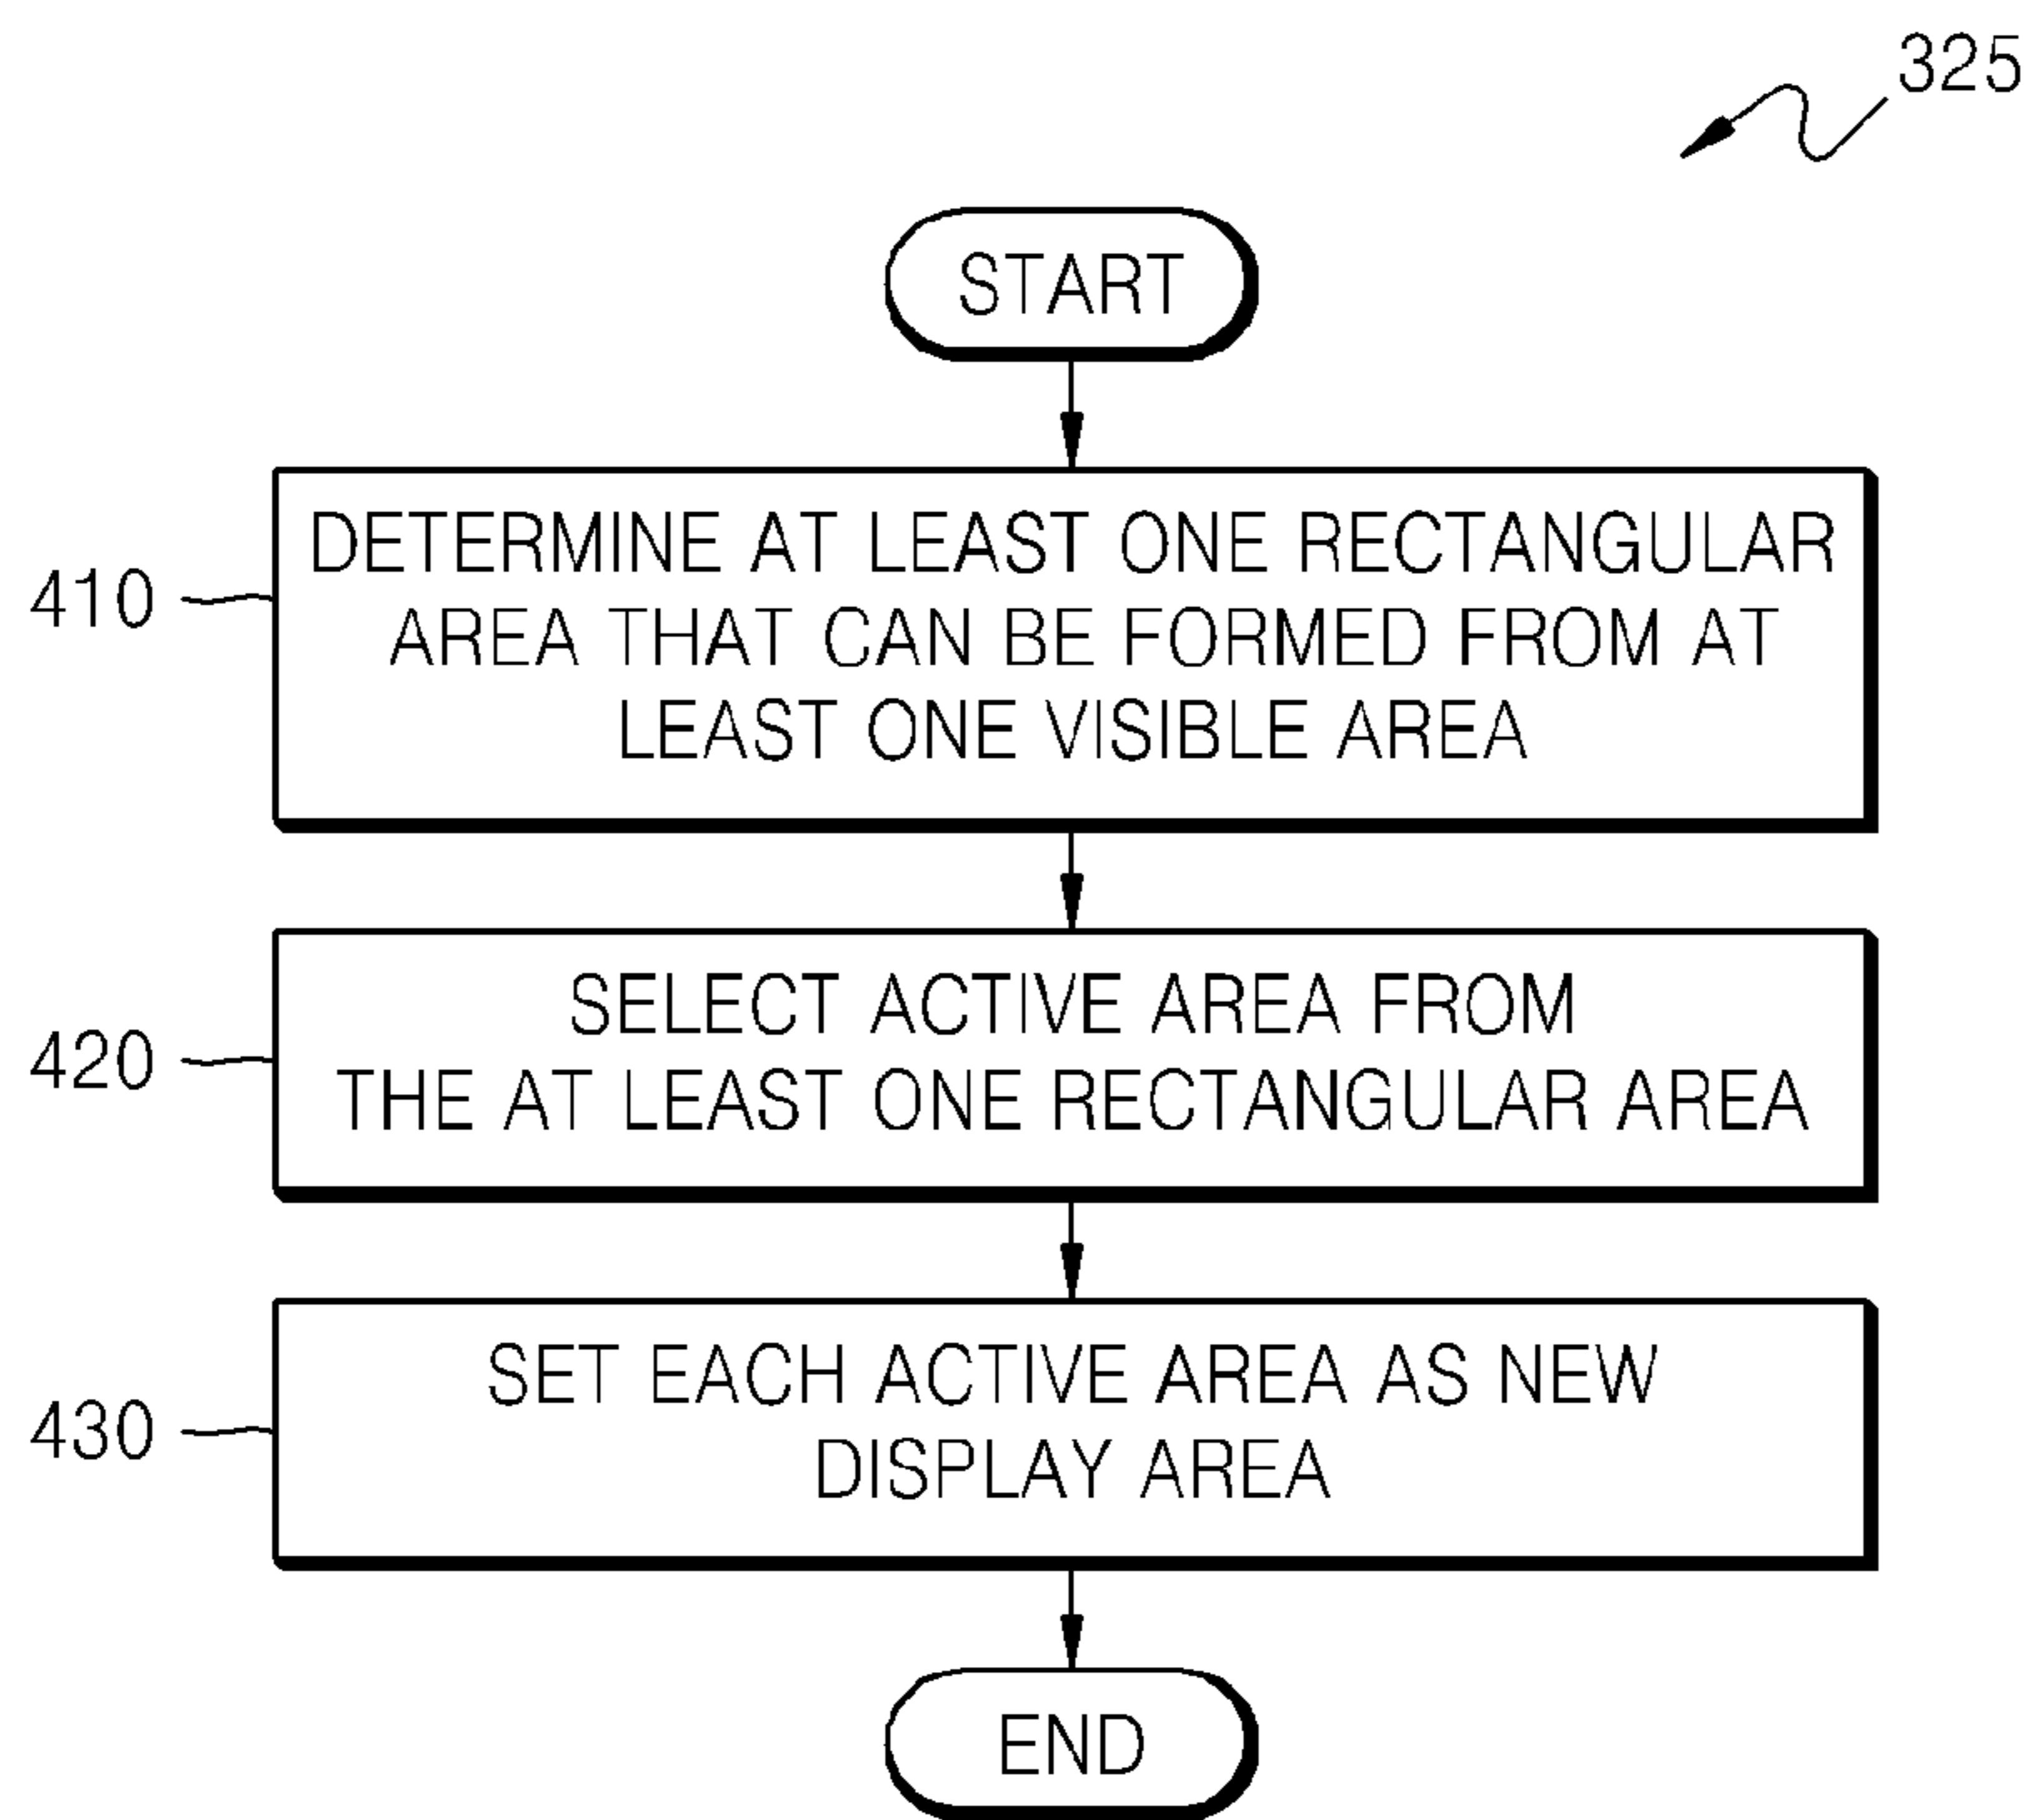 325
START
410
DETERMINE AT LEAST ONE RECTANGULAR
AREA THAT CAN BE FORMED FROM AT
LEAST ONE VISIBLE AREA
420
SELECT ACTIVE AREA FROM
THE AT LEAST ONE RECTANGULAR AREA
430
SET EACH ACTIVE AREA AS NEW
DISPLAY AREA
END